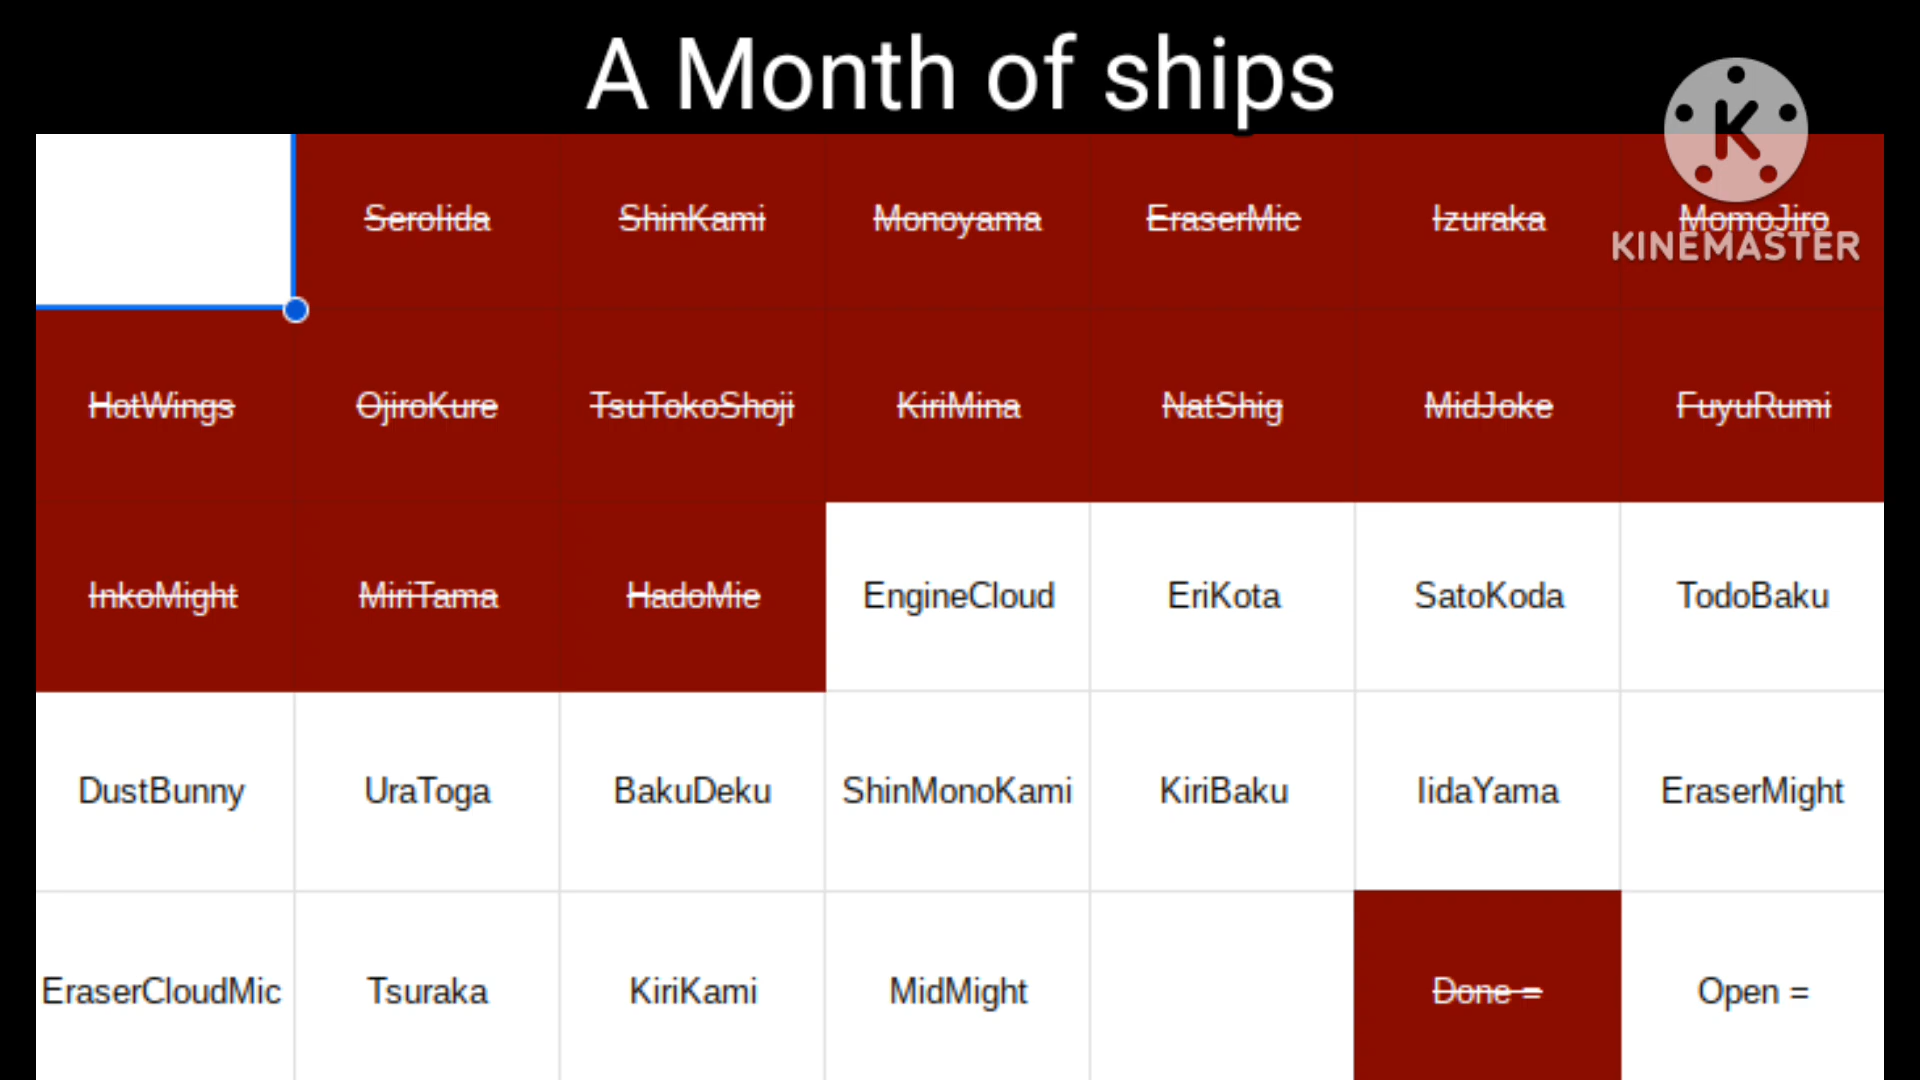 A Month of ships
SeroIida ShinKami Monoyama EraserMic Izuraka MomoJiro
KINEMASTER
HotWings OjiroKure TsuTokoShoji KiriMina NatShig MidJoke FuyuRumi
InkoMight MiriTama HadoMie EngineCloud EriKota SatoKoda TodoBaku
DustBunny UraToga BakuDeku ShinMonoKami KiriBaku IidaYama EraserMight
EraserCloudMic Tsuraka KiriKami MidMight Done = Open =